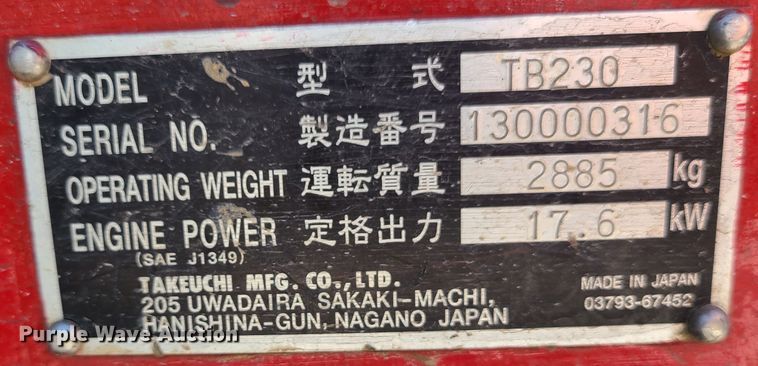 MODEL 型式 TB230
SERIAL NO. 製造番号 130000316
OPERATING WEIGHT 運転質量 2885 kg
ENGINE POWER 定格出力 17.6 kW
(SAE J1349)
TAKEUCHI MFG. CO., LTD.
205 UWADAIRA SAKAKI-MACHI,
HANISHINA-GUN, NAGANO JAPAN
MADE IN JAPAN
03793-67452
Purple Wave Auction